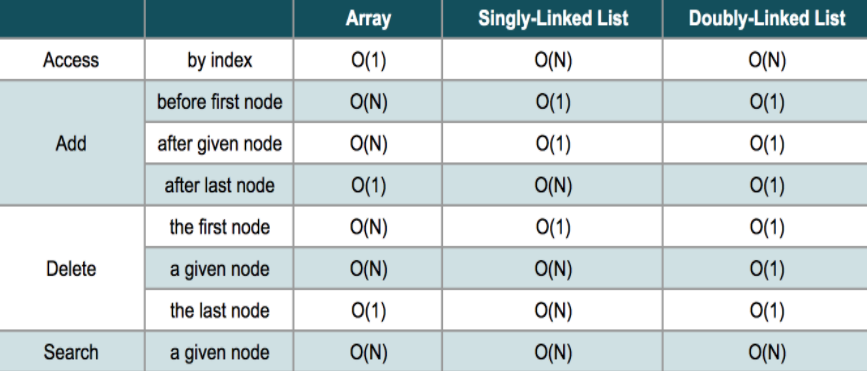 Array Singly-Linked List Doubly-Linked List
Access by index O(1) O(N) O(N)
before first node O(N) O(1) O(1)
Add after given node O(N) O(1) O(1)
after last node O(1) O(N) O(1)
the first node O(N) O(1) O(1)
Delete a given node O(N) O(N) O(1)
the last node O(1) O(N) O(1)
Search a given node O(N) O(N) O(N)